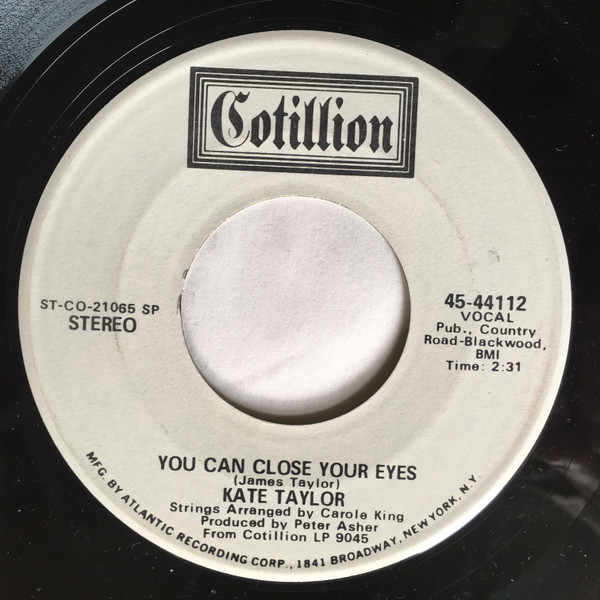 Cotillion
ST-CO-21065 SP
STEREO
45-44112
VOCAL
Pub., Country
Road-Blackwood,
BMI
Time: 2:31
YOU CAN CLOSE YOUR EYES
(James Taylor)
KATE TAYLOR
Strings Arranged by Carole King
Produced by Peter Asher
From Cotillion LP 9045
MFG. BY ATLANTIC RECORDING CORP., 1841 BROADWAY, NEW YORK, N.Y.